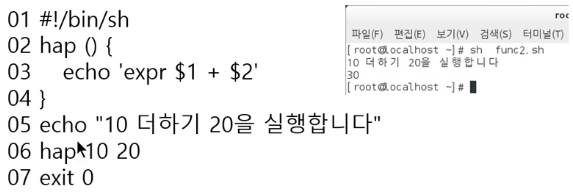 01 #!/bin/sh
02 hap () {
03 echo 'expr $1 + $2'
04 }
05 echo "10 더하기 20을 실행합니다"
06 hap 10 20
07 exit 0
roo
파일(F) 편집(E) 보기(V) 검색(S) 터미널(T)
[root@localhost ~]# sh func2.sh
10 더하기 20을 실행합니다
30
[root@localhost ~]#